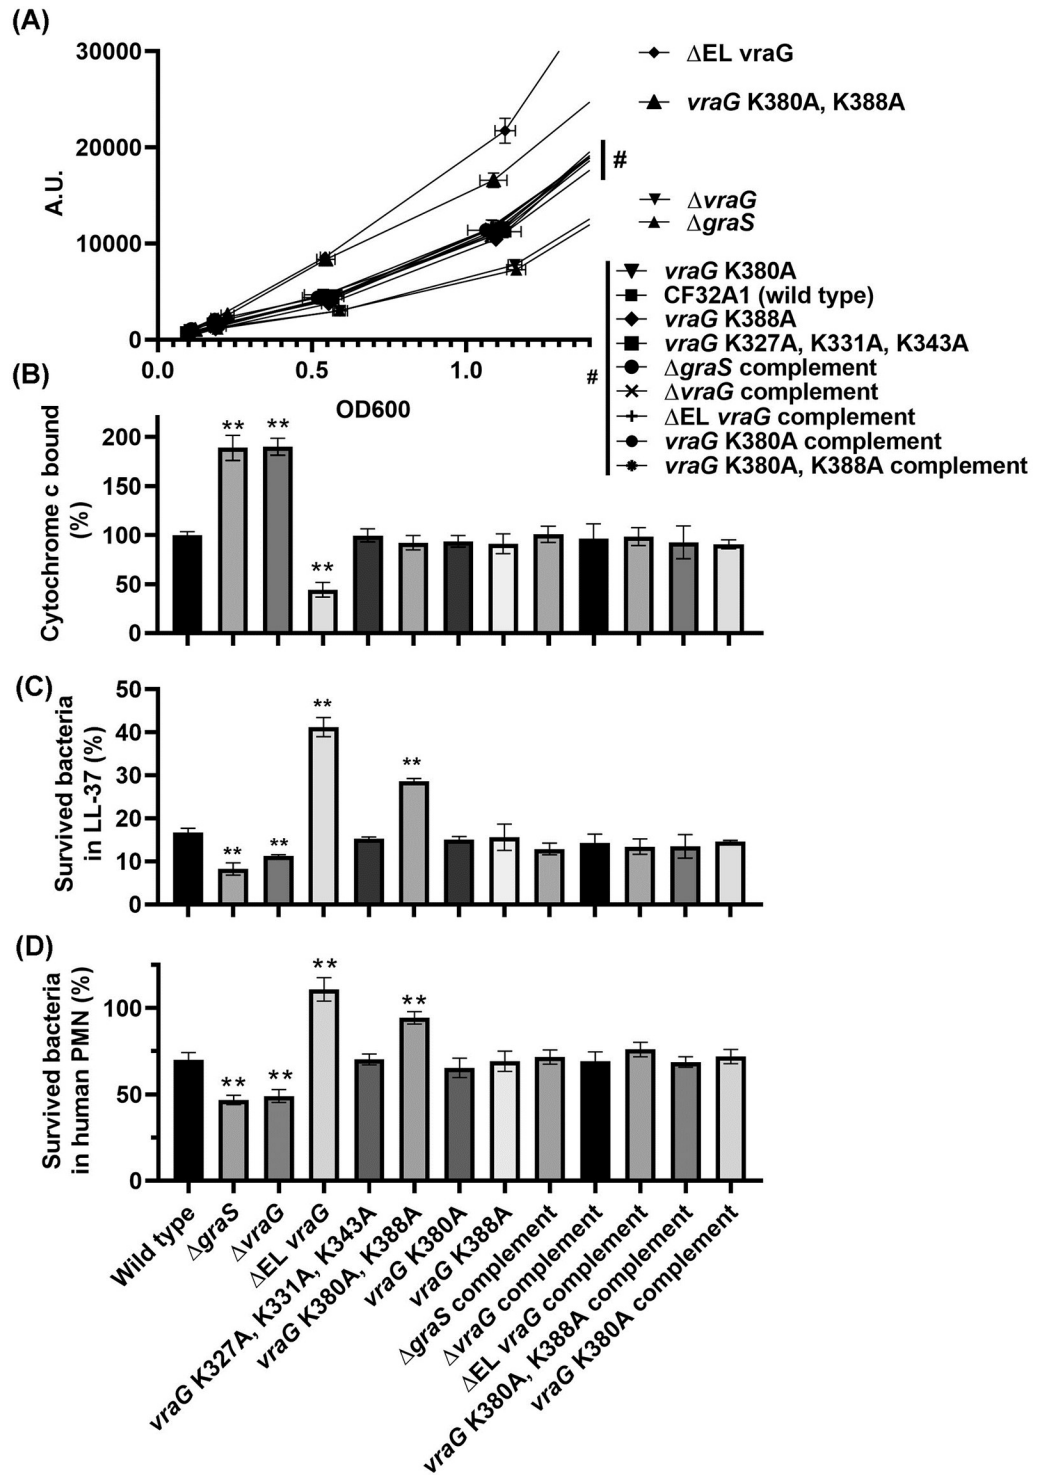 (A)
30000
20000
10000
0
A.U.
0.0
0.5
1.0
OD600
ΔEL vraG
vraG K380A, K388A
#
ΔvraG
ΔgraS
#
vraG K380A
CF32A1 (wild type)
vraG K388A
vraG K327A, K331A, K343A
ΔgraS complement
ΔvraG complement
ΔEL vraG complement
vraG K380A complement
vraG K380A, K388A complement
(B)
Cytochrome c bound
(%)
200
150
100
50
0
**
**
**
(C)
Survived bacteria
in LL-37 (%)
50
40
30
20
10
0
**
**
**
**
(D)
Survived bacteria
in human PMN (%)
100
50
0
**
**
**
**
Wild type
ΔgraS
ΔvraG
ΔEL vraG
vraG K327A, K331A, K343A
vraG K380A, K388A
vraG K380A
vraG K388A
ΔgraS complement
ΔvraG complement
ΔEL vraG complement
vraG K380A, K388A complement
vraG K380A complement